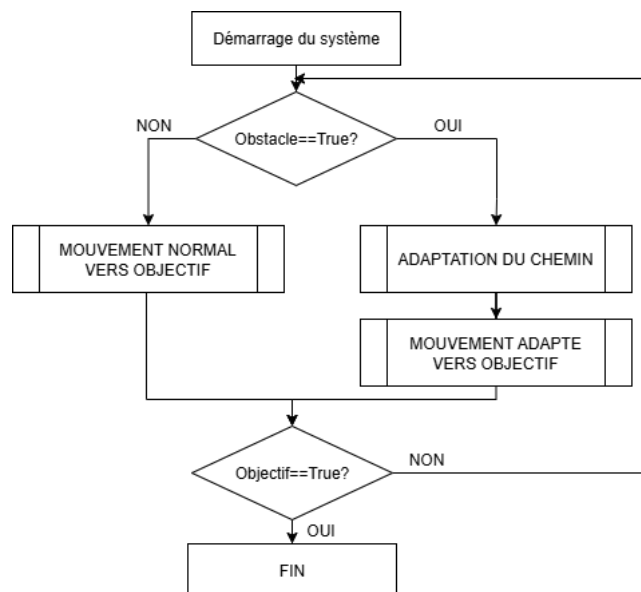 Démarrage du système
Obstacle==True?
NON
OUI
MOUVEMENT NORMAL
VERS OBJECTIF
ADAPTATION DU CHEMIN
MOUVEMENT ADAPTE
VERS OBJECTIF
Objectif==True?
NON
OUI
FIN